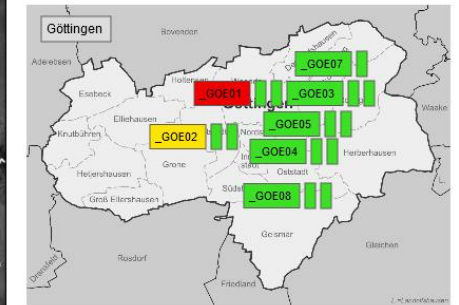 Göttingen
Bovenden
Adelebsen
_GOE07
Holtensen
_GOE01
_GOE03
Esebeck
Göttingen
Waake
Elliehausen
_GOE05
_GOE02
Knutbühren
Grone
_GOE04
Herberhausen
Hetjershausen
Oststadt
Groß Ellershausen
_GOE08
Geismar
Rosdorf
Gleichen
Dransfeld
Friedland